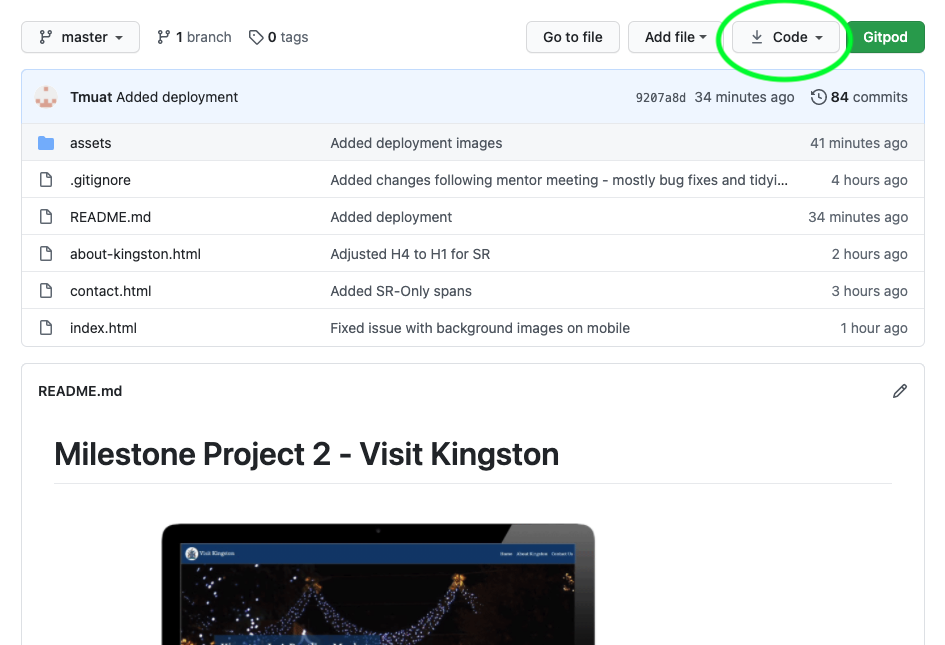 master 1 branch 0 tags Go to file Add file Code Gitpod
Tmuat Added deployment 9207a8d 34 minutes ago 84 commits
assets Added deployment images 41 minutes ago
.gitignore Added changes following mentor meeting - mostly bug fixes and tidyi... 4 hours ago
README.md Added deployment 34 minutes ago
about-kingston.html Adjusted H4 to H1 for SR 2 hours ago
contact.html Added SR-Only spans 3 hours ago
index.html Fixed issue with background images on mobile 1 hour ago
README.md
Milestone Project 2 - Visit Kingston
Visit Kingston Home About Kingston Contact Us